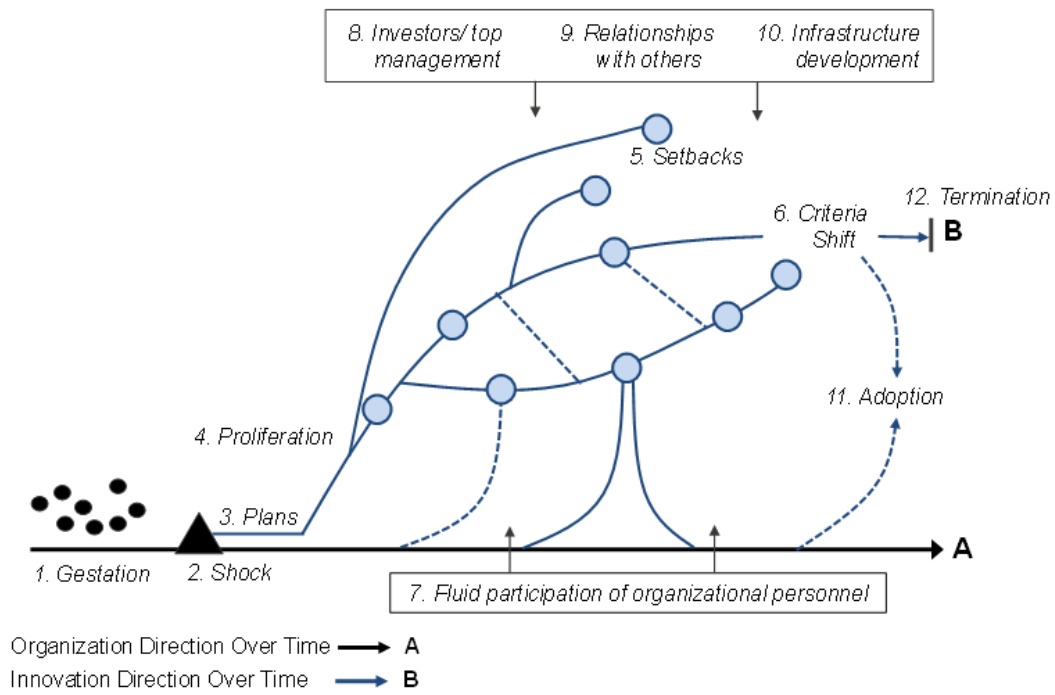 8. Investors/ top
management
9. Relationships
with others
10. Infrastructure
development
5. Setbacks
12. Termination
6. Criteria
Shift
B
11. Adoption
4. Proliferation
3. Plans
A
1. Gestation
2. Shock
7. Fluid participation of organizational personnel
Organization Direction Over Time A
Innovation Direction Over Time B